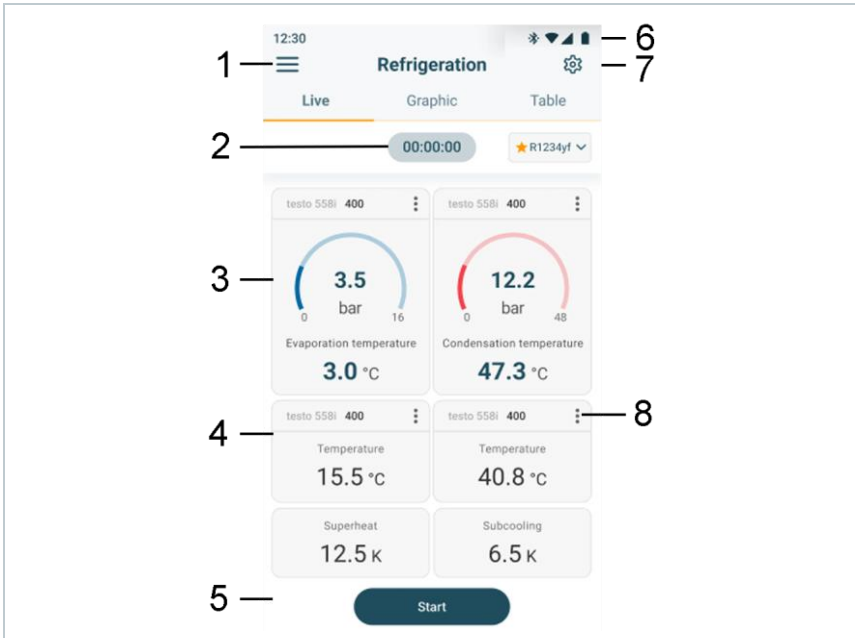 12:30
6
1
Refrigeration
7
Live Graphic Table
2
00:00:00
R1234yf
testo 558i 400
testo 558i 400
3
3.5
bar
0 16
Evaporation temperature
3.0 °C
12.2
bar
0 48
Condensation temperature
47.3 °C
4
testo 558i 400
Temperature
15.5 °C
testo 558i 400
8
Temperature
40.8 °C
Superheat
12.5 K
Subcooling
6.5 K
5
Start